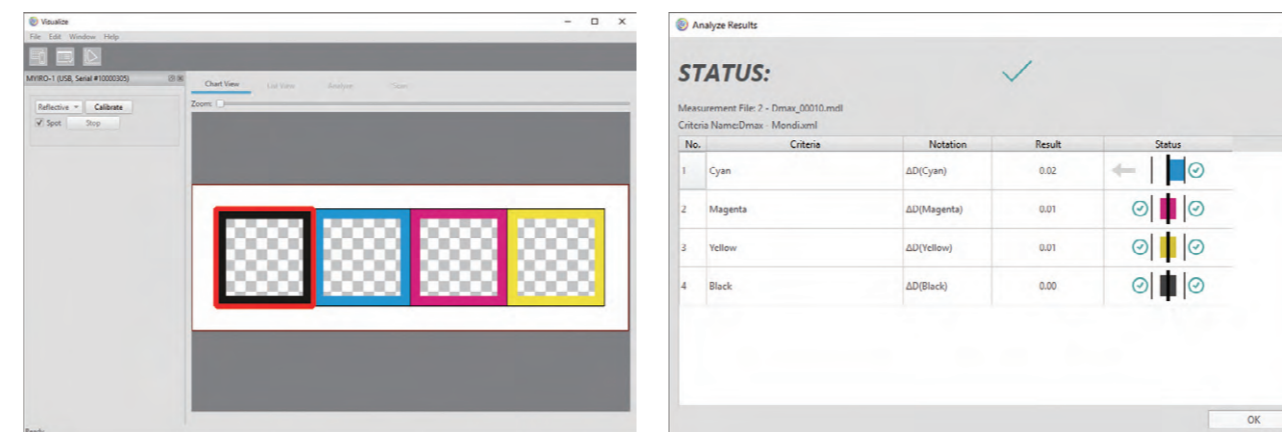 Visualize
File Edit Window Help
MYIRO-1 (USB, Serial #10000305)
Reflective Calibrate
Spot Stop
Chart View List View Analyze
Zoom:
Analyze Results
STATUS:
Measurement File: 2 - Dmax_00010.mdl
Criteria Name:Dmax - Mondi.xml
No. Criteria Notation Result Status
1 Cyan ΔD(Cyan) 0.02
2 Magenta ΔD(Magenta) 0.01
3 Yellow ΔD(Yellow) 0.01
4 Black ΔD(Black) 0.00
OK